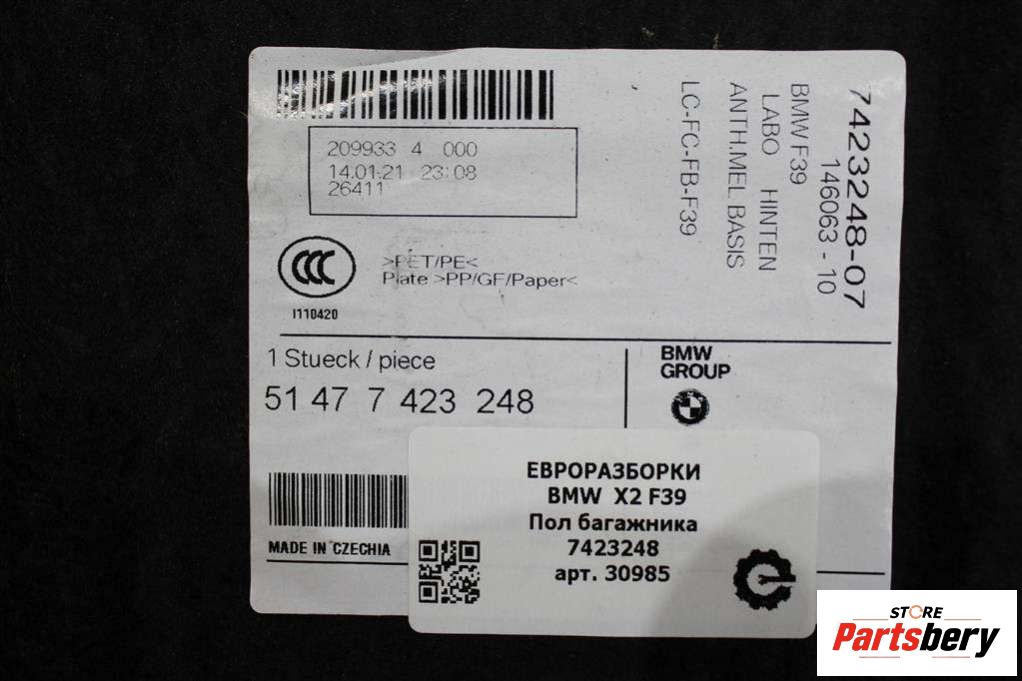 209933 4 000
14.01.21 23:08
26411
CCC
I110420
>PET/PE<
Plate >PP/GF/Paper<
7423248-07
146063 - 10
BMW F39
LABO HINTEN
ANTH.MEL BASIS
LC-FC-FB-F39
1 Stueck / piece
51 47 7 423 248
BMW
GROUP
MADE IN CZECHIA
ЕВРОРАЗБОРКИ
BMW X2 F39
Пол багажника
7423248
арт. 30985
STORE
Partsbery